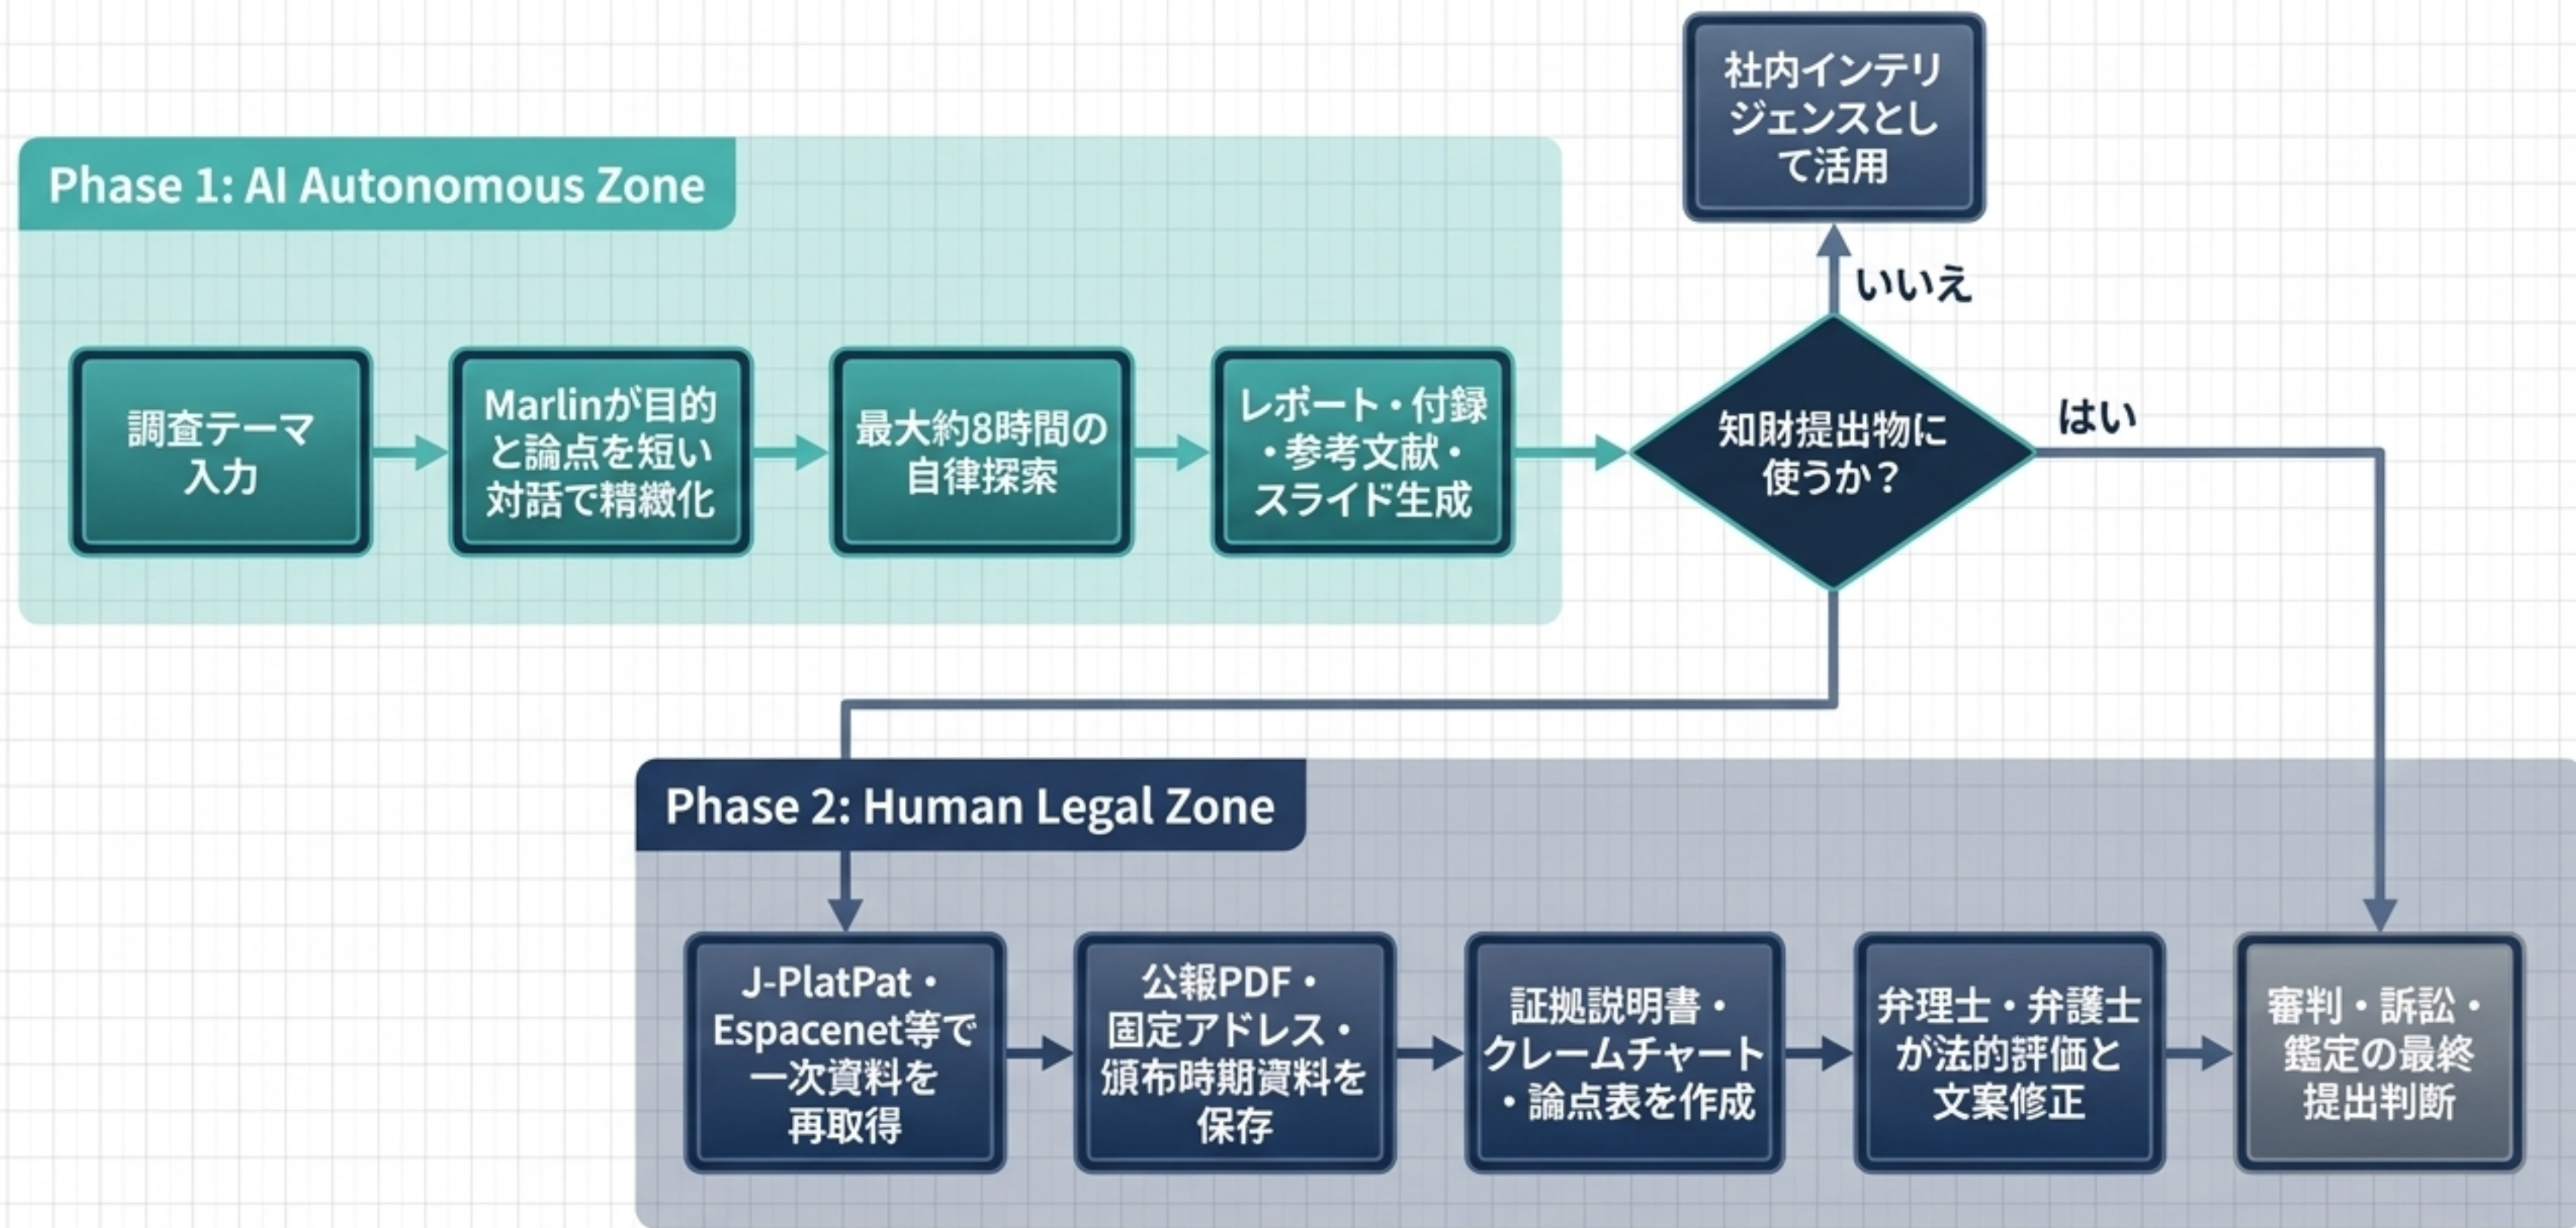 社内インテリ
ジェンスとし
て活用
Phase 1: AI Autonomous Zone
いいえ
調査テーマ
入力
Marlinが目的
と論点を短い
対話で精緻化
最大約8時間の
自律探索
レポート・付録
・参考文献・
スライド生成
知財提出物に
使うか？
はい
Phase 2: Human Legal Zone
J-PlatPat・
Espacenet等で
一次資料を
再取得
公報PDF・
固定アドレス・
頒布時期資料を
保存
証拠説明書・
クレームチャート
・論点表を作成
弁理士・弁護士
が法的評価と
文案修正
審判・訴訟・
鑑定の最終
提出判断